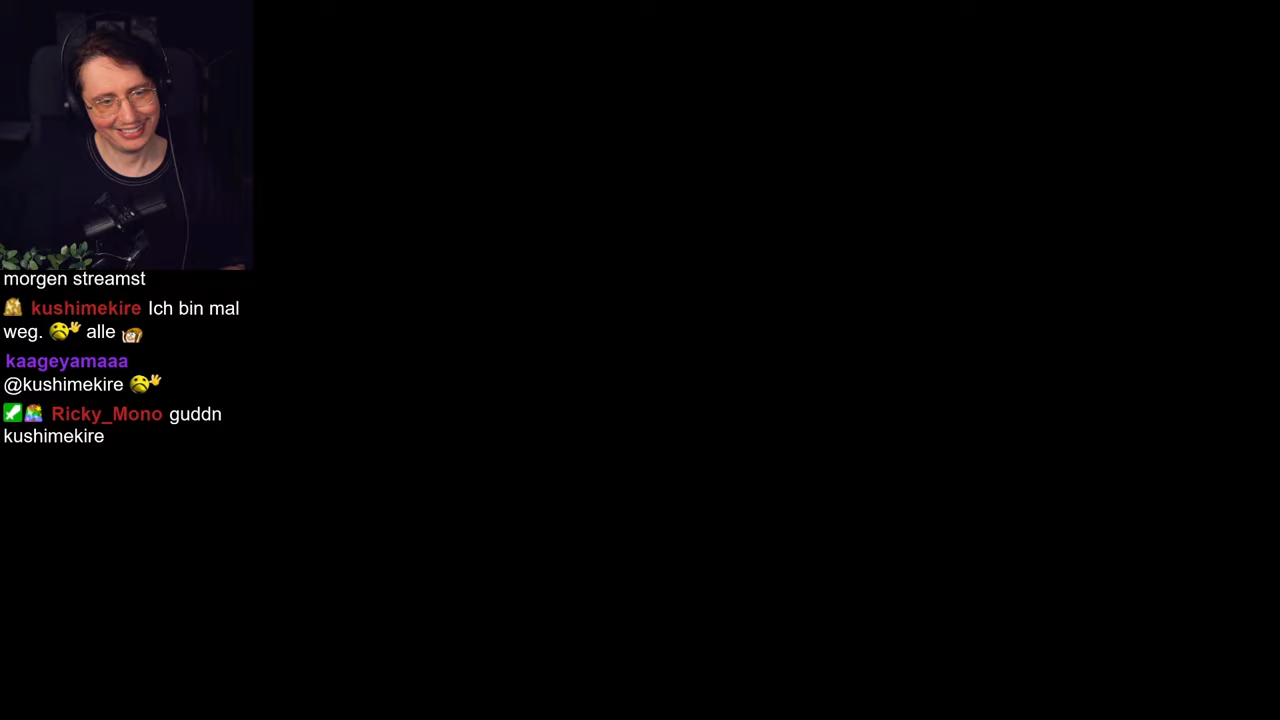 morgen streamst
kushimekire Ich bin mal
weg. alle
kaageyamaaa
@kushimekire
Ricky_Mono guddn
kushimekire